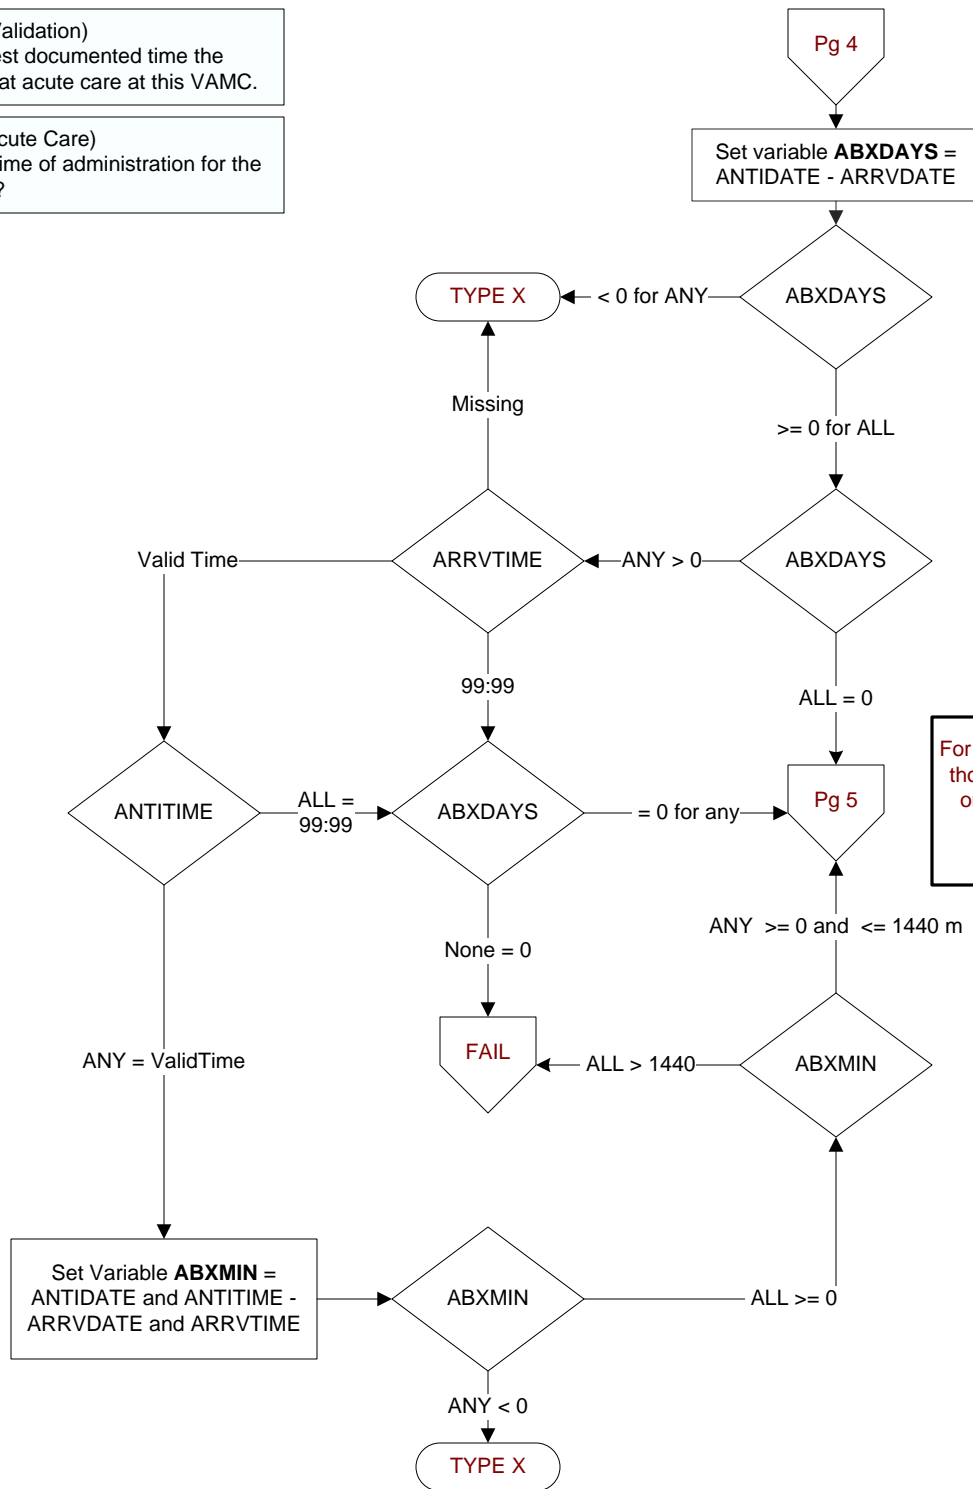 alidation)
est documented time the
at acute care at this VAMC.
cute Care)
ime of administration for the
?
Pg 4
Set variable ABXDAYS =
ANTIDATE - ARRVDATE
TYPE X
< 0 for ANY
ABXDAYS
Missing
>= 0 for ALL
Valid Time
ARRVTIME
ANY > 0
ABXDAYS
99:99
ALL = 0
ANTITIME
ALL =
99:99
ABXDAYS
= 0 for any
Pg 5
For
tho
o
None = 0
ANY >= 0 and <= 1440 m
ANY = ValidTime
FAIL
ALL > 1440
ABXMIN
Set Variable ABXMIN =
ANTIDATE and ANTITIME -
ARRVDATE and ARRVTIME
ABXMIN
ALL >= 0
ANY < 0
TYPE X